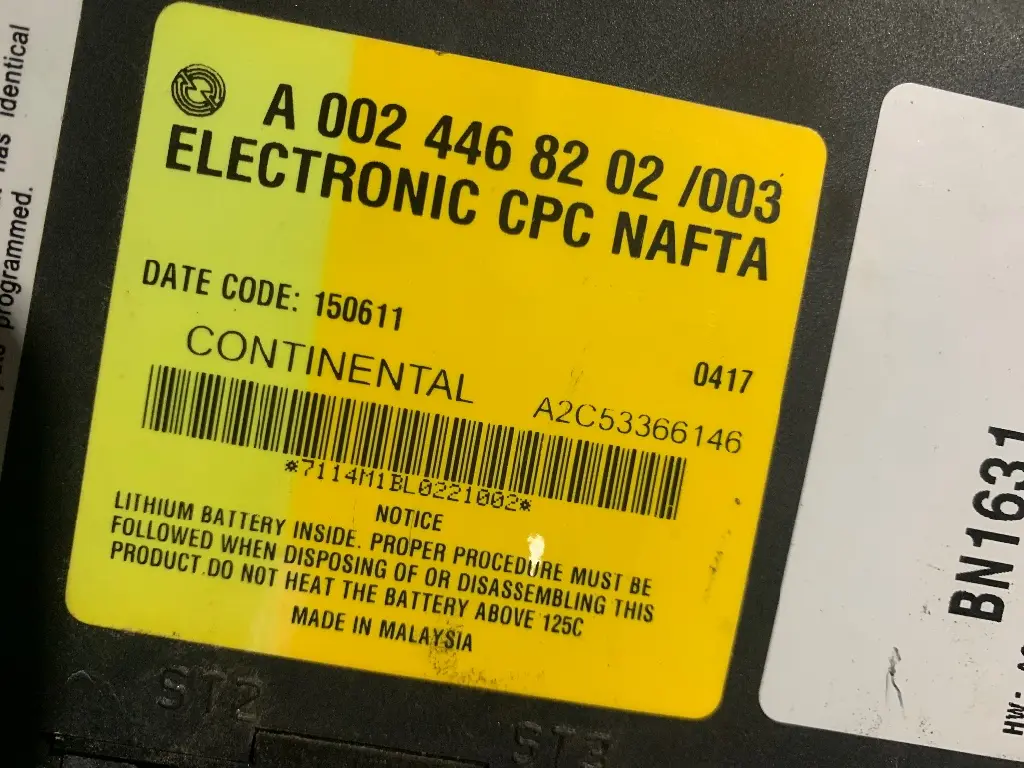 A 002 446 82 02 /003
ELECTRONIC CPC NAFTA
DATE CODE: 150611
CONTINENTAL
0417
A2C53366146
*7114M1BL0221002*
NOTICE
LITHIUM BATTERY INSIDE. PROPER PROCEDURE MUST BE
FOLLOWED WHEN DISPOSING OF OR DISASSEMBLING THIS
PRODUCT.DO NOT HEAT THE BATTERY ABOVE 125C
MADE IN MALAYSIA
ST2
ST3
has identical
programmed.
BN1631
HW: